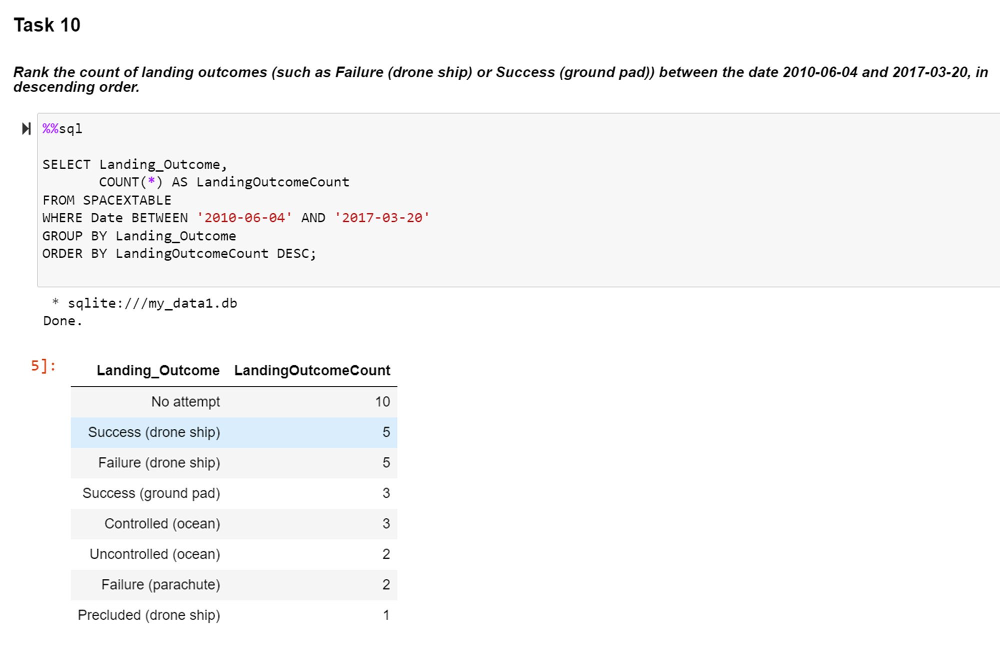 Task 10
Rank the count of landing outcomes (such as Failure (drone ship) or Success (ground pad)) between the date 2010-06-04 and 2017-03-20, in
descending order.
%%sql
SELECT Landing_Outcome,
COUNT(*) AS LandingOutcomeCount
FROM SPACEXTABLE
WHERE Date BETWEEN '2010-06-04' AND '2017-03-20'
GROUP BY Landing_Outcome
ORDER BY LandingOutcomeCount DESC;
* sqlite:///my_data1.db
Done.
5]:
Landing_Outcome LandingOutcomeCount
No attempt 10
Success (drone ship) 5
Failure (drone ship) 5
Success (ground pad) 3
Controlled (ocean) 3
Uncontrolled (ocean) 2
Failure (parachute) 2
Precluded (drone ship) 1